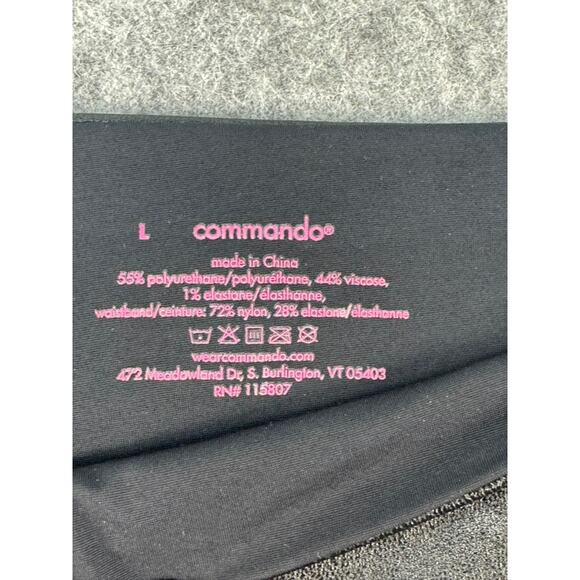 L commando®
made in China
55% polyurethane/polyuréthane, 44% viscose,
1% elastane/élasthanne,
waistband/ceinture: 72% nylon, 28% elastane/élasthanne
wearcommando.com
472 Meadowland Dr, S. Burlington, VT 05403
RN# 115807